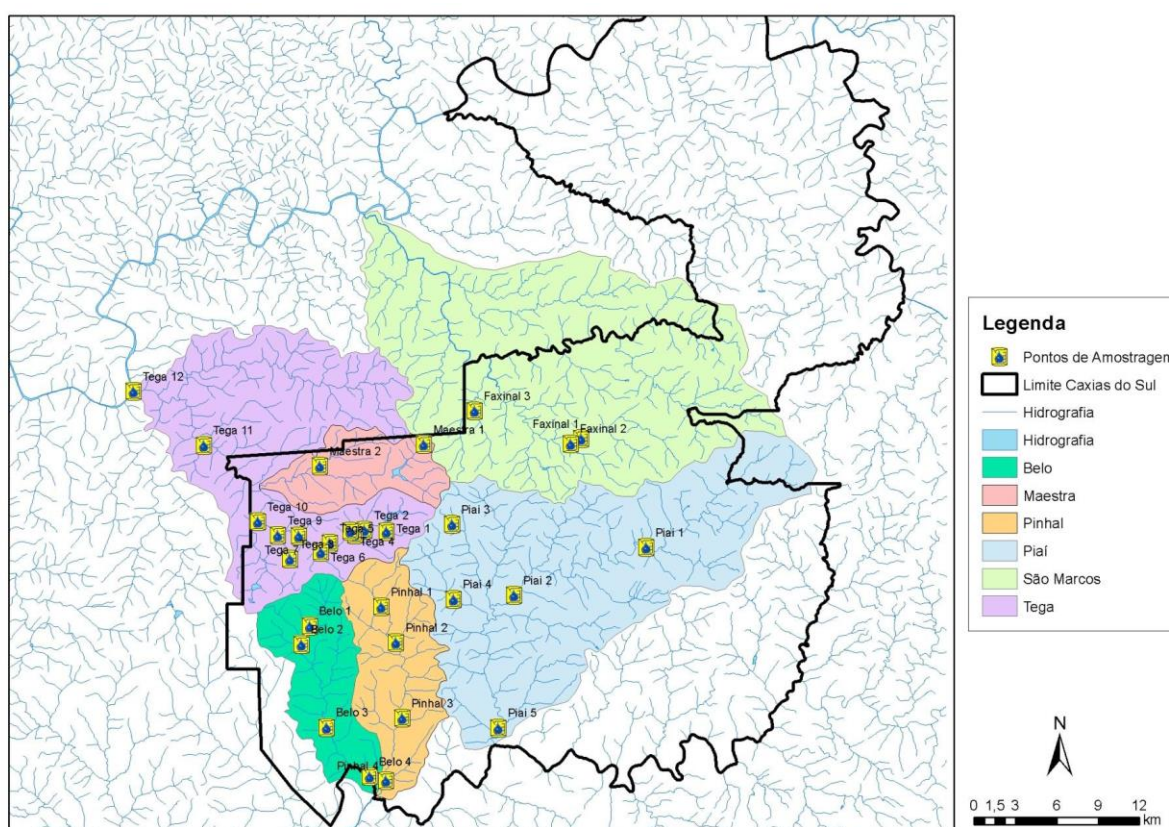 Faxinal 3
Tega 12
Faxinal 1
Faxinal 2
Maestra 1
Tega 11
Maestra 2
Tega 10
Tega 2
Piai 3
Tega 9
Tega 5
Tega 1
Tega 4
Tega 7
Tega 6
Piai 1
Piai 2
Piai 4
Pinhal 1
Belo 1
Belo 2
Pinhal 2
Pinhal 3
Belo 3
Piai 5
Pinhal 4
Belo 4
Legenda
Pontos de Amostragem
Limite Caxias do Sul
Hidrografia
Hidrografia
Belo
Maestra
Pinhal
Piaí
São Marcos
Tega
N
0 1,5 3 6 9 12
km